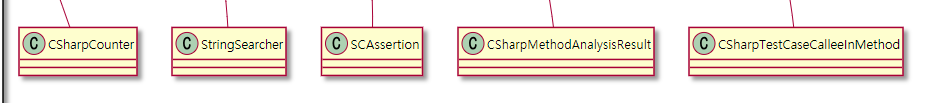 C CSharpCounter
C StringSearcher
C SCAssertion
C CSharpMethodAnalysisResult
C CSharpTestCaseCalleeInMethod